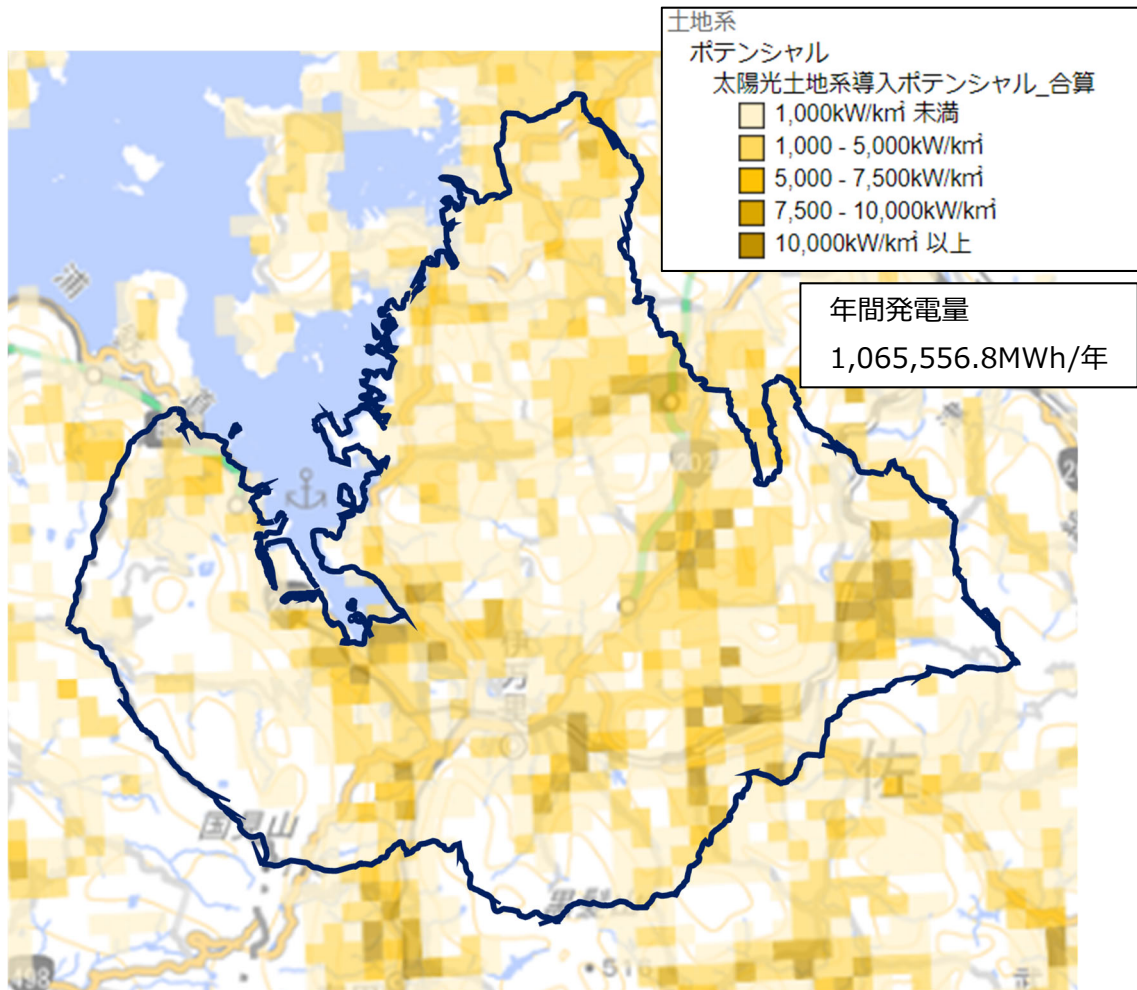 土地系
ポテンシャル
太陽光土地系導入ポテンシャル_合算
1,000kW/k㎡ 未満
1,000 - 5,000kW/k㎡
5,000 - 7,500kW/k㎡
7,500 - 10,000kW/k㎡
10,000kW/k㎡ 以上
年間発電量
1,065,556.8MWh/年
浦
202
伊万里
佐
国見山
498